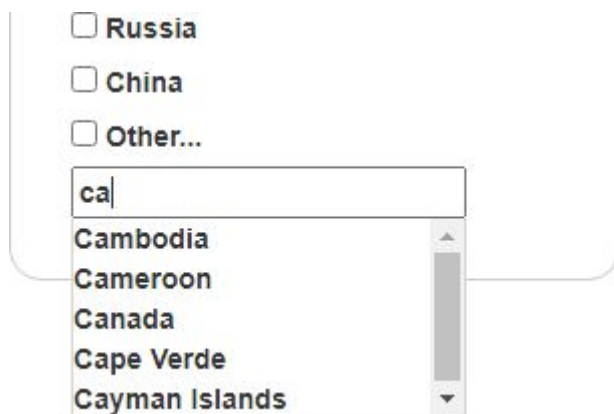 Russia
China
Other...
ca
Cambodia
Cameroon
Canada
Cape Verde
Cayman Islands